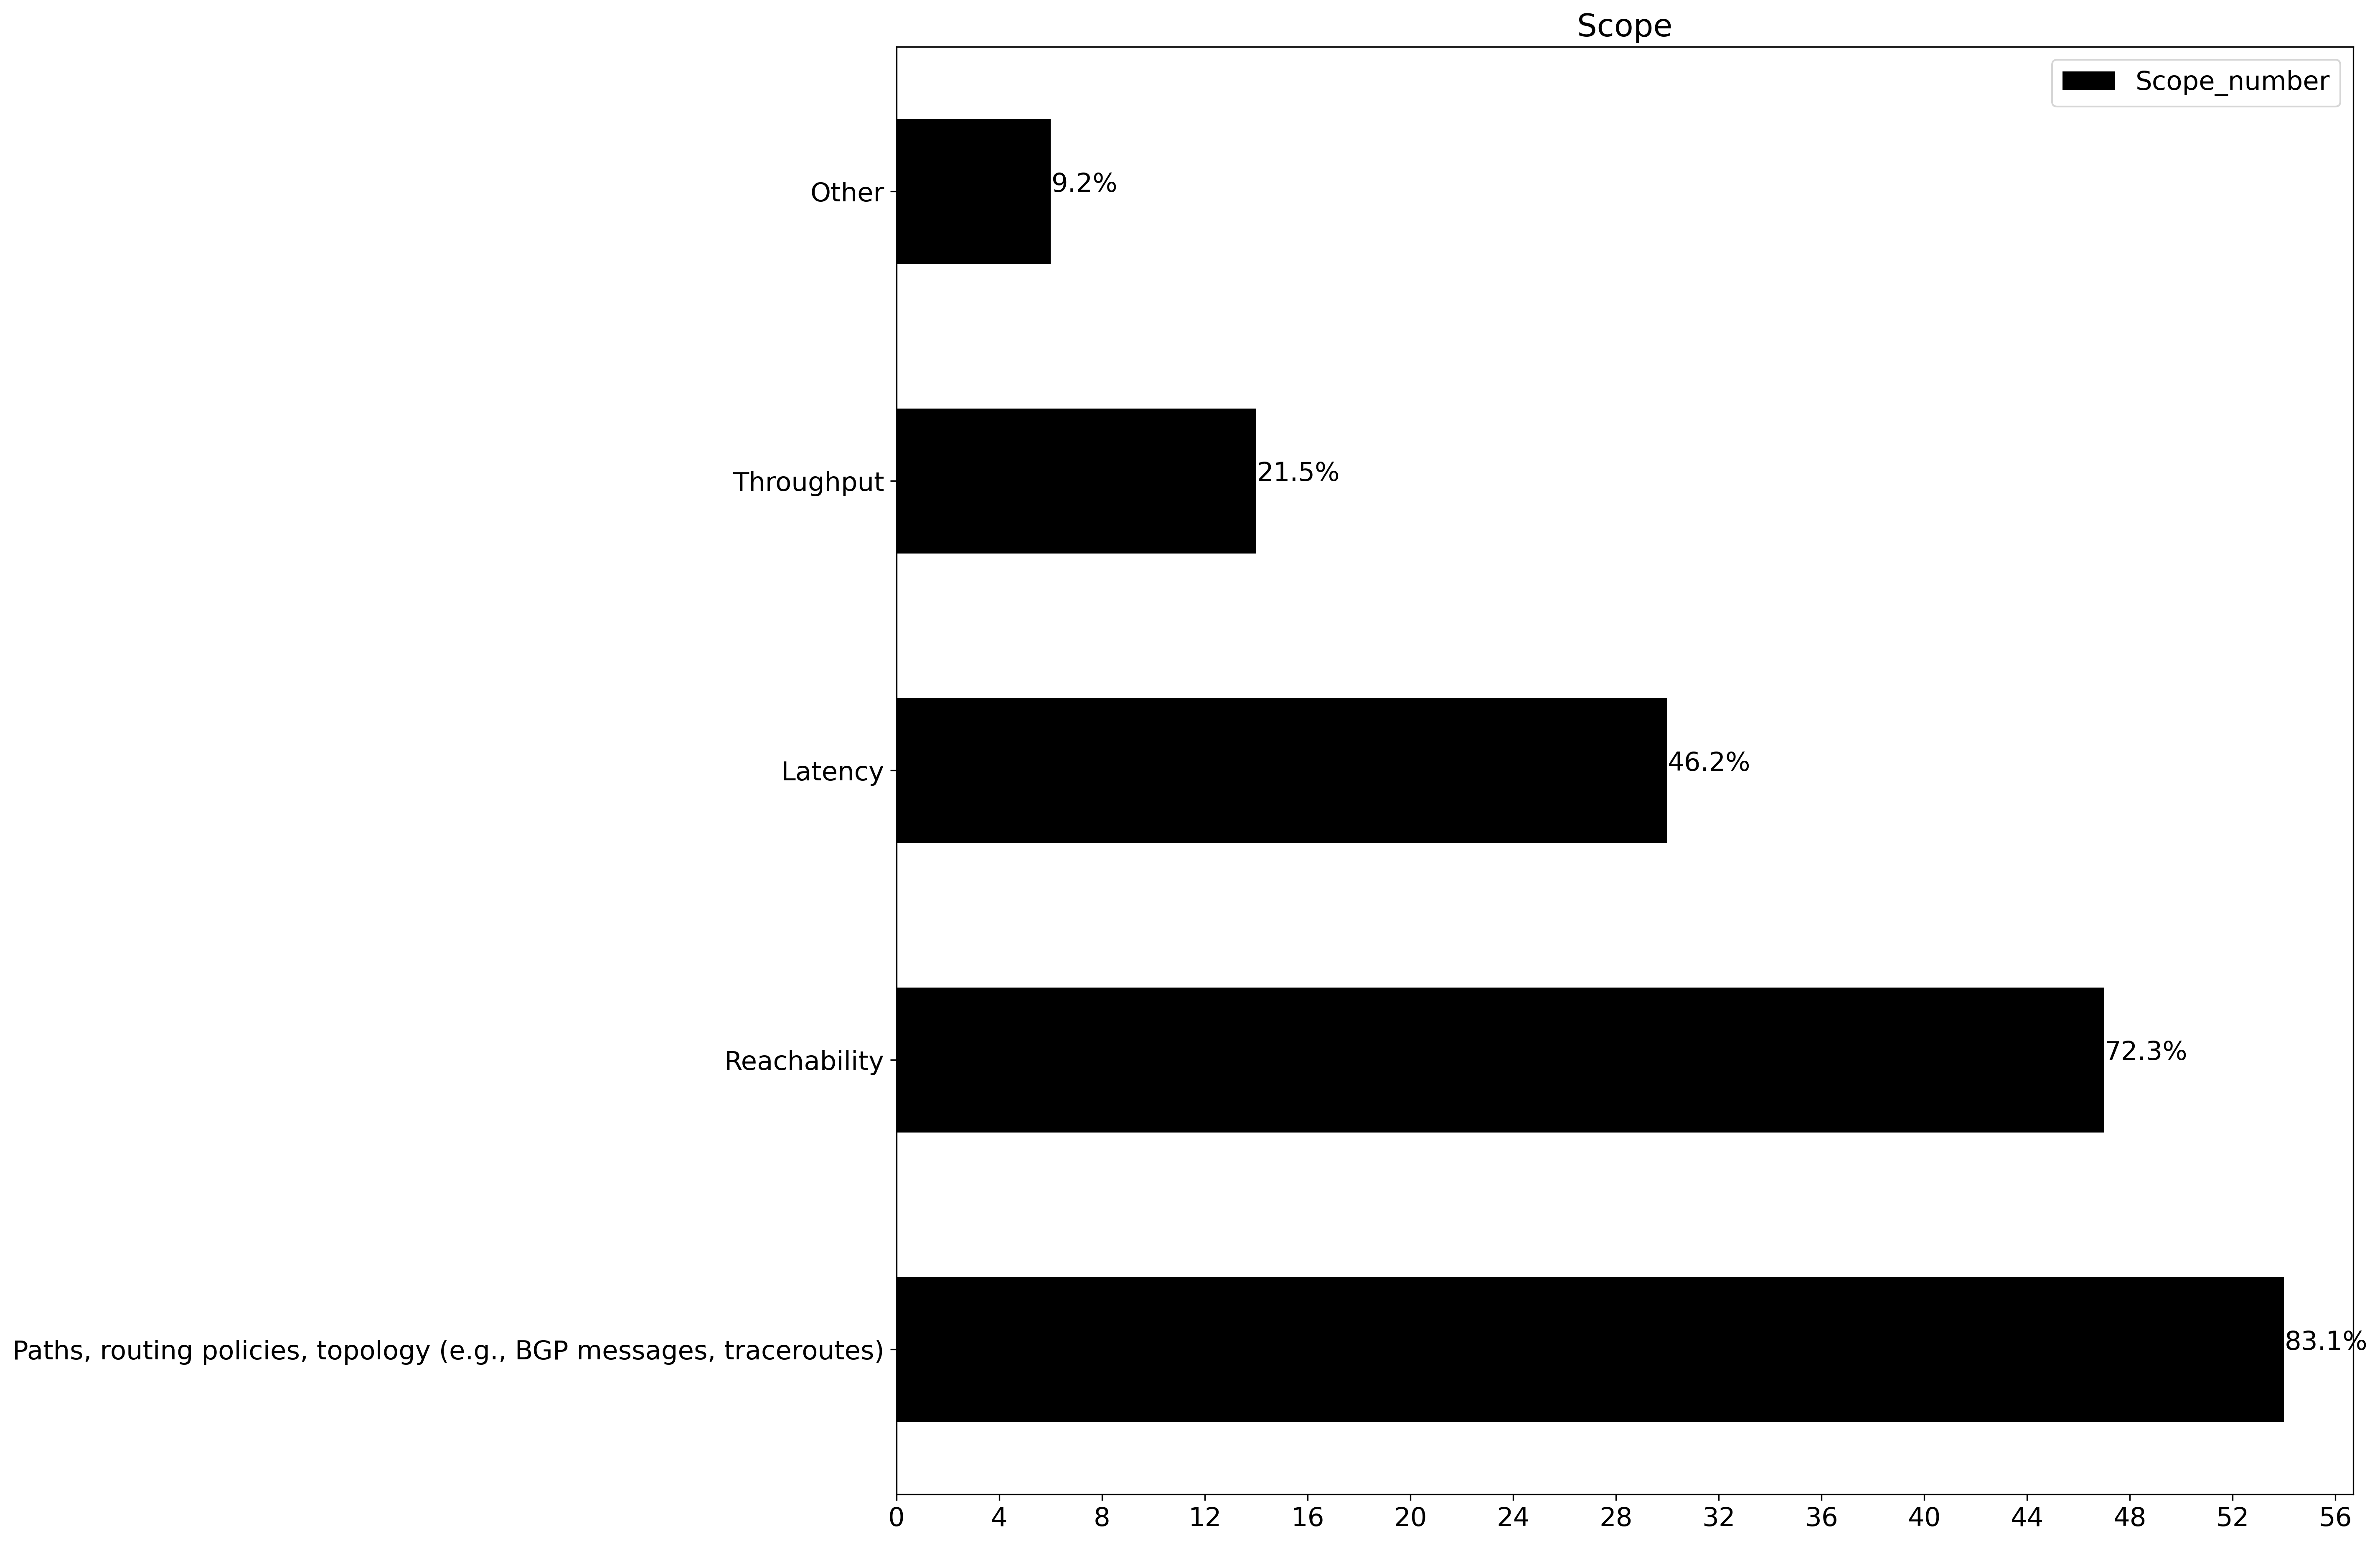 Scope
Scope_number
Other
9.2%
Throughput
21.5%
Latency
46.2%
Reachability
72.3%
Paths, routing policies, topology (e.g., BGP messages, traceroutes)
83.1%
0 4 8 12 16 20 24 28 32 36 40 44 48 52 56